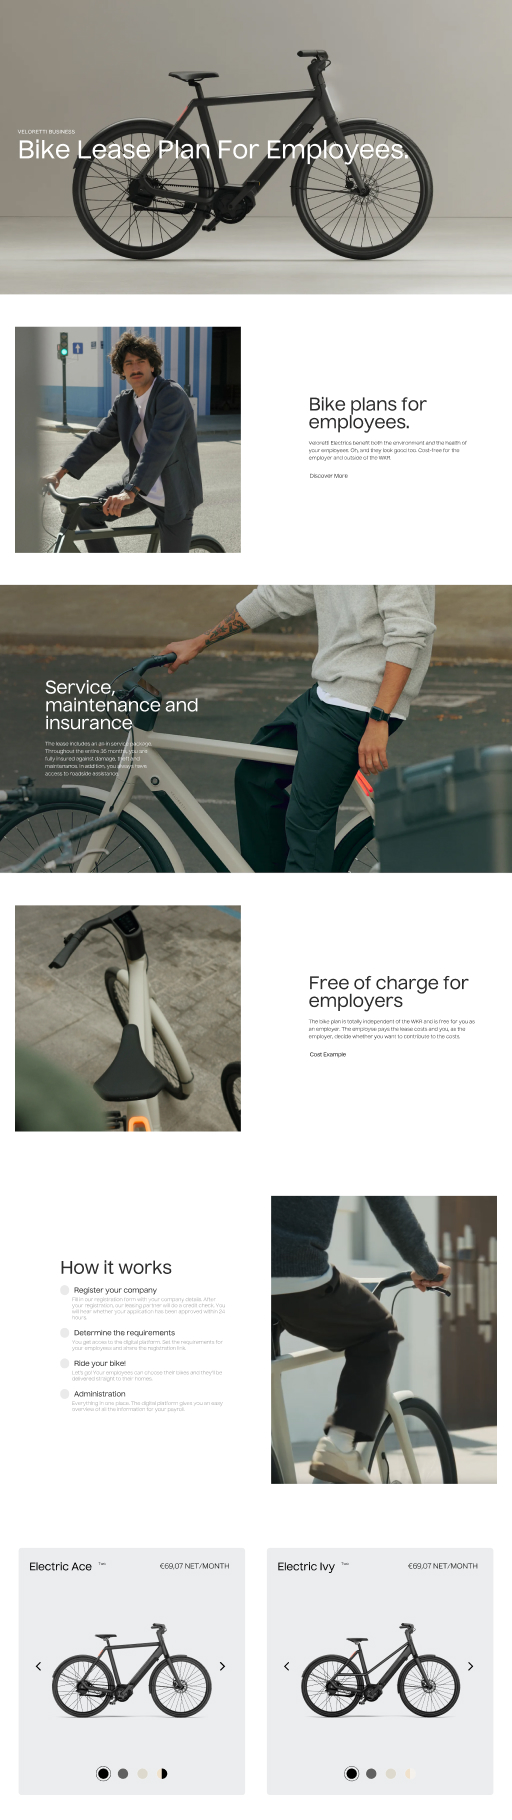 VELORETTI BUSINESS
Bike Lease Plan For Employees.
Bike plans for
employees.
Veloretti Electrics benefit both the environment and the health of
your employees. Oh, and they look good too. Cost-free for the
employer and outside of the WKR.
Discover More
Service,
maintenance and
insurance
The lease includes an all-in service package.
Throughout the entire 36 months, you are
fully insured against damage, theft and
maintenance. In addition, you always have
access to roadside assistance.
Free of charge for
employers
The bike plan is totally independent of the WKR and is free for you as
an employer. The employee pays the lease costs and you, as the
employer, decide whether you want to contribute to the costs.
Cost Example
How it works
Register your company
Fill in our registration form with your company details. After
your registration, our leasing partner will do a credit check. You
will hear whether your application has been approved within 24
hours.
Determine the requirements
You get access to the digital platform. Set the requirements for
your employees and share the registration link.
Ride your bike!
Let's go! Your employees can choose their bikes and they'll be
delivered straight to their homes.
Administration
Everything in one place. The digital platform gives you an easy
overview of all the information for your payroll.
Electric Ace Two €69,07 NET/MONTH
Electric Ivy Two €69,07 NET/MONTH